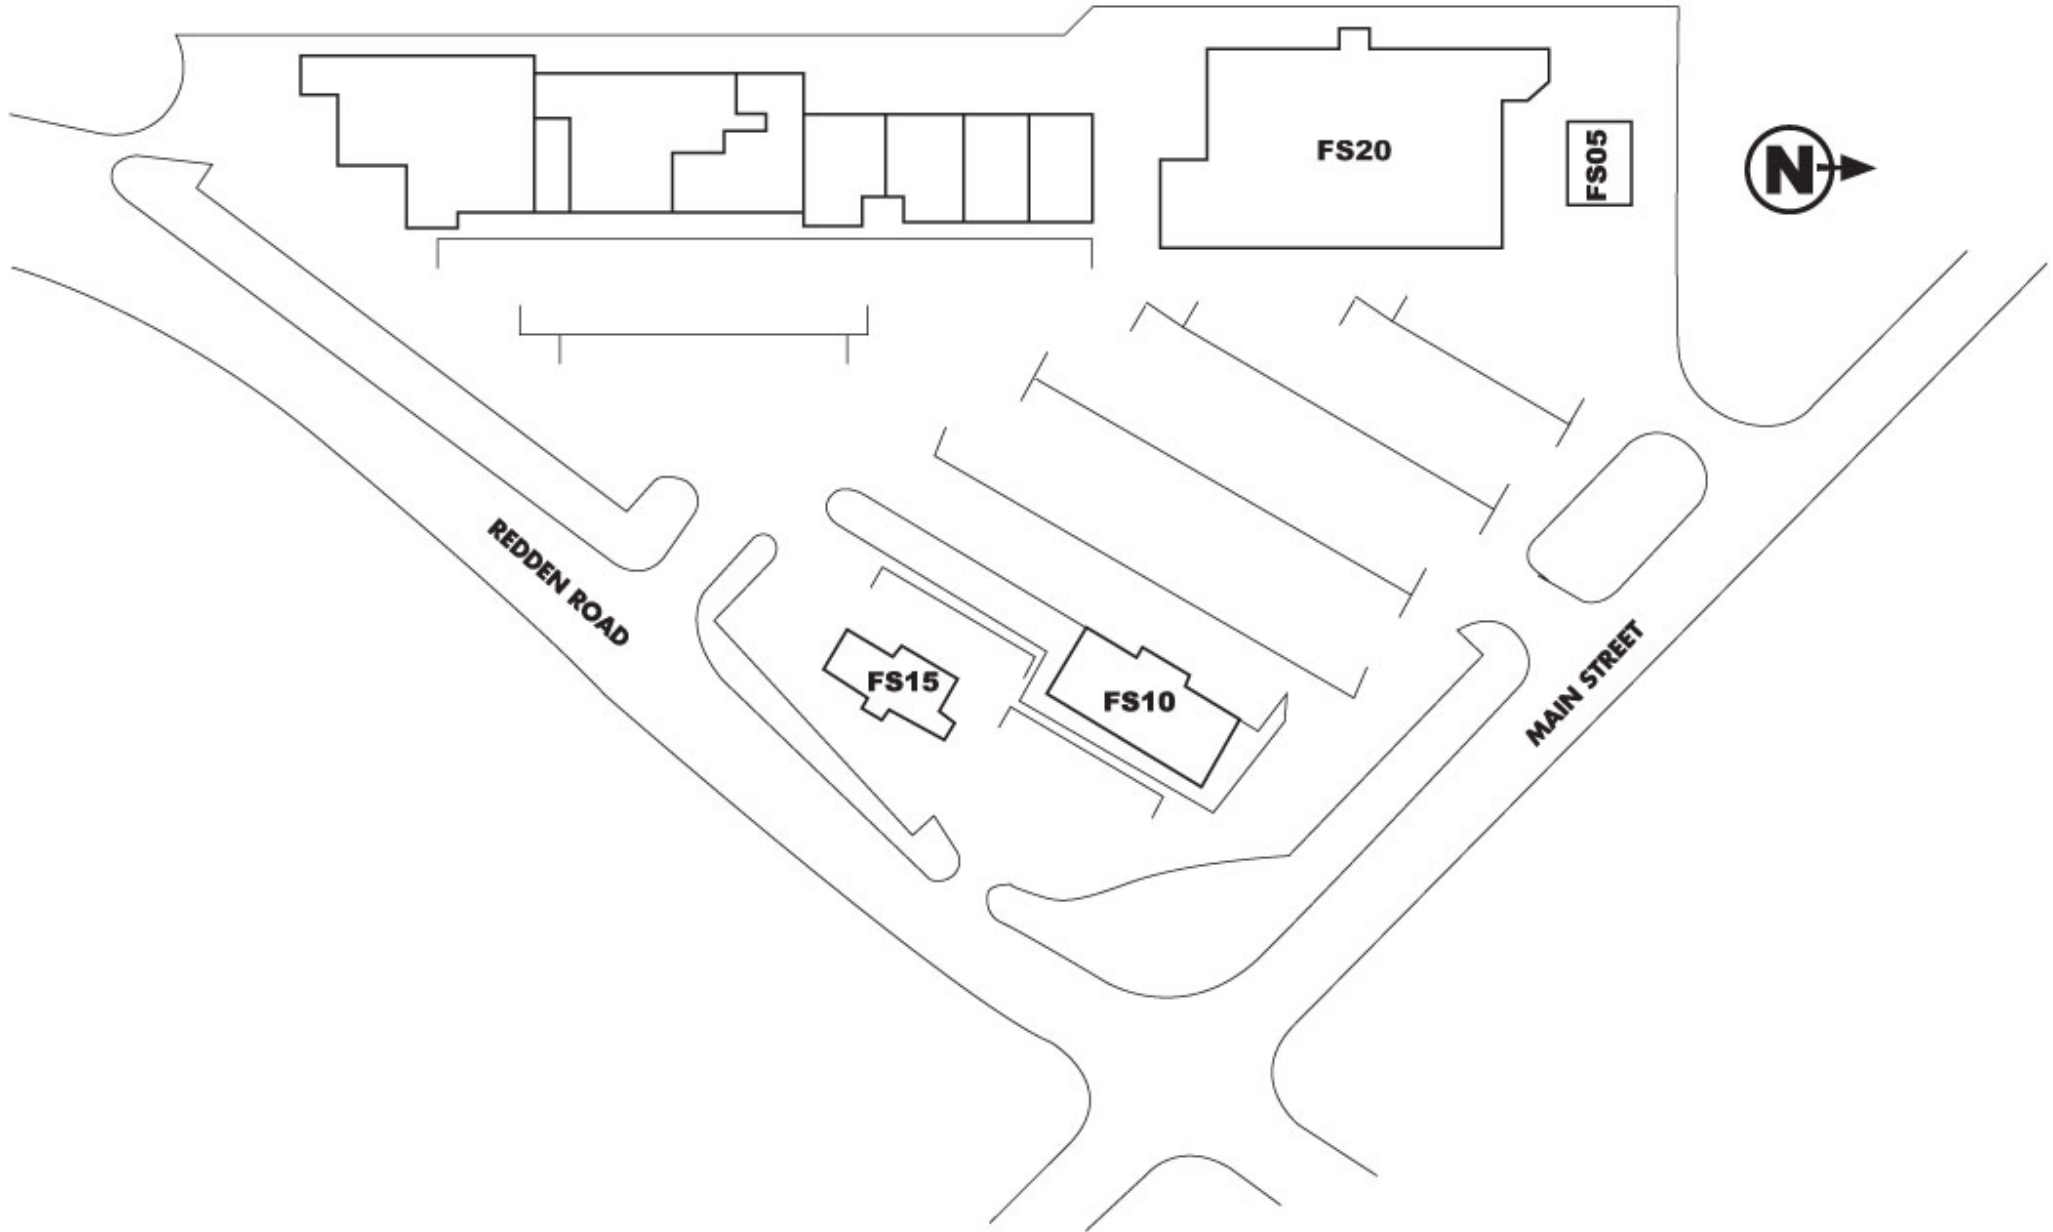 FS20
FS05
N
REDDEN ROAD
FS15
FS10
MAIN STREET